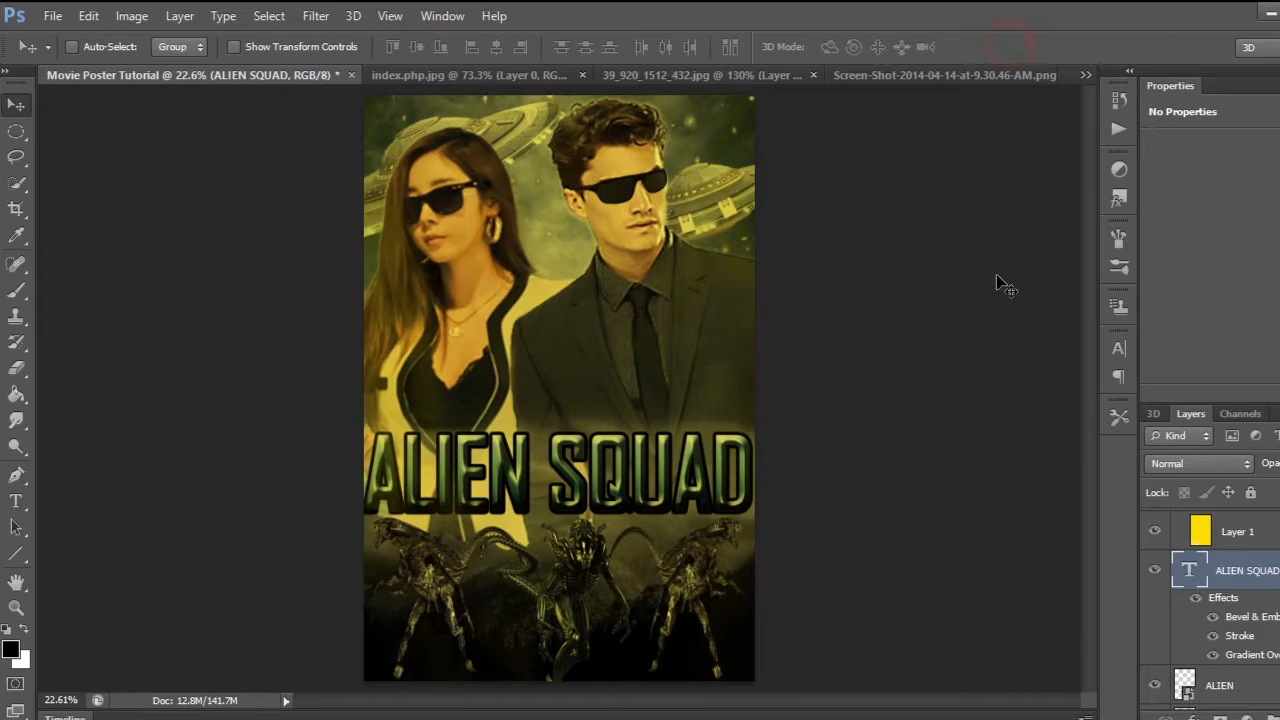 Ps File Edit Image Layer Type Select Filter 3D View Window Help
Auto-Select: Group Show Transform Controls 3D Mode: 3D
Movie Poster Tutorial @ 22.6% (ALIEN SQUAD, RGB/8) * × index.php.jpg @ 73.3% (Layer 0, RG... × 39_920_1512_432.jpg @ 130% (Layer ... × Screen-Shot-2014-04-14-at-9.30.46-AM.png
Properties
No Properties
ALIEN SQUAD
3D Layers Channels
Kind
Normal Opa
Lock:
Layer 1
T ALIEN SQUAD
Effects
Bevel & Emb
Stroke
Gradient Ove
ALIEN
22.61% Doc: 12.8M/141.7M
Timeline